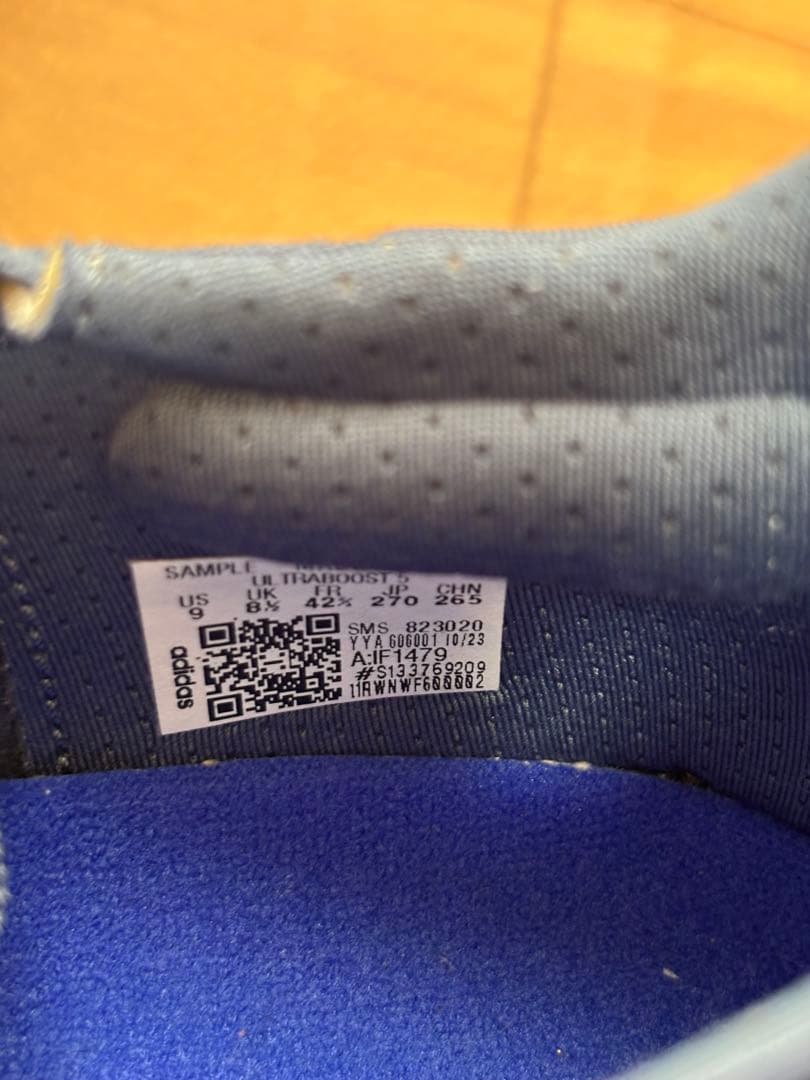 SAMPLE
ULTRABOOST 5
US UK FR JP CHN
9 8½ 42⅔ 270 265
SMS 823020
YYA 606001 10/23
A:IF1479
#S133769209
11RWNWF600002
adidas